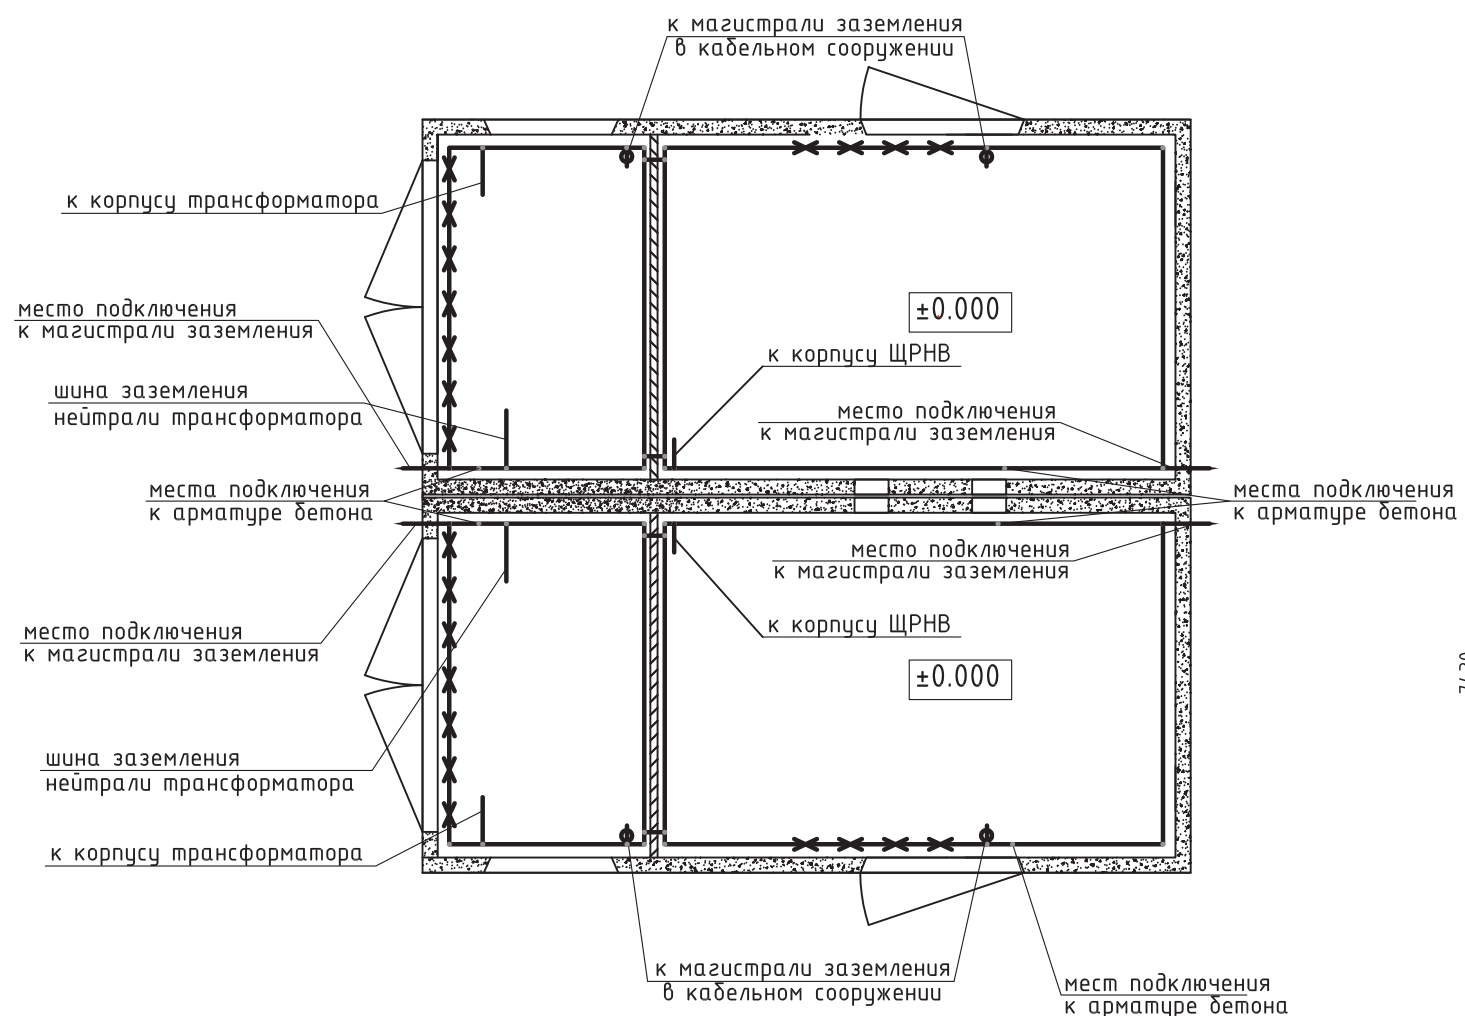 к магистрали заземления
в кабельном сооружении
к корпусу трансформатора
место подключения
к магистрали заземления
±0.000
к корпусу ЩРНВ
шина заземления
нейтрали трансформатора
место подключения
к магистрали заземления
места подключения
к арматуре бетона
места подключения
к арматуре бетона
место подключения
к магистрали заземления
место подключения
к магистрали заземления
к корпусу ЩРНВ
±0.000
шина заземления
нейтрали трансформатора
к корпусу трансформатора
к магистрали заземления
в кабельном сооружении
мест подключения
к арматуре бетона